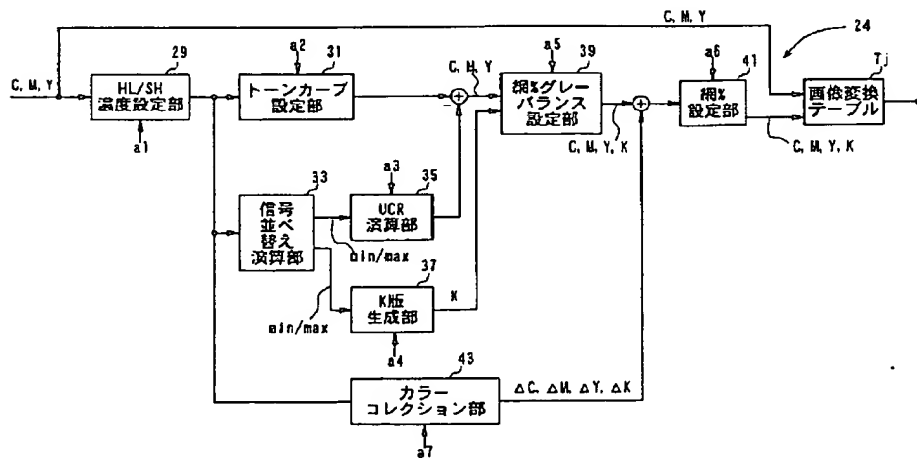 C, M, Y
24
a2
31
a5
39
a6
41
Tj
29
C, M, Y
HL/SH
濃度設定部
トーンカーブ
設定部
C, M, Y
網%グレー
バランス
設定部
網%
設定部
画像変換
テーブル
a1
C, M, Y, K
C, M, Y, K
33
a3
35
信号
並べ
替え
演算部
UCR
演算部
min/max
37
K版
生成部
K
min/max
a4
43
カラー
コレクション部
ΔC, ΔM, ΔY, ΔK
a7